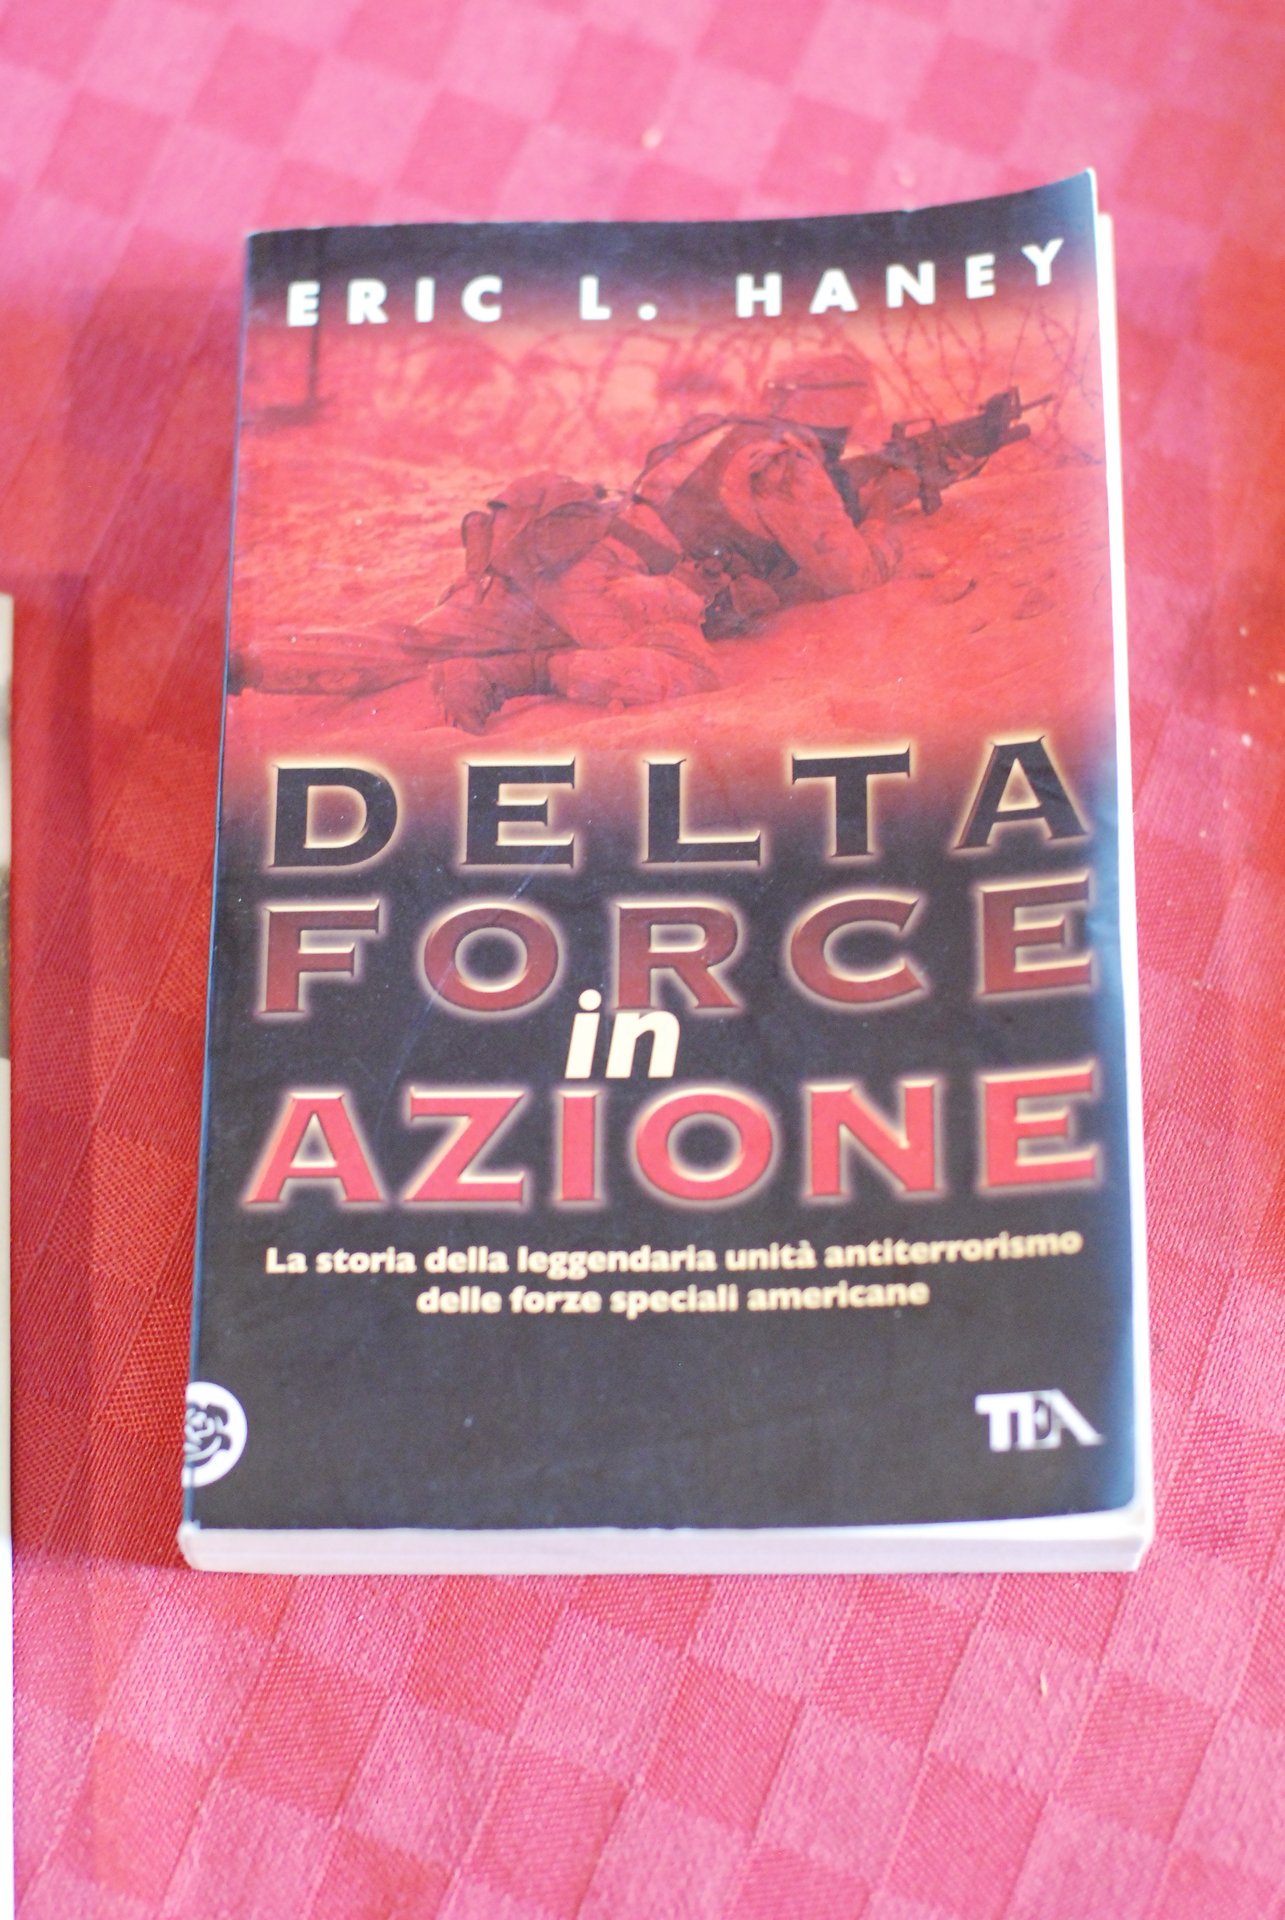 ERIC L. HANEY
DELTA
FORCE
in
AZIONE
La storia della leggendaria unità antiterrorismo
delle forze speciali americane
TEA